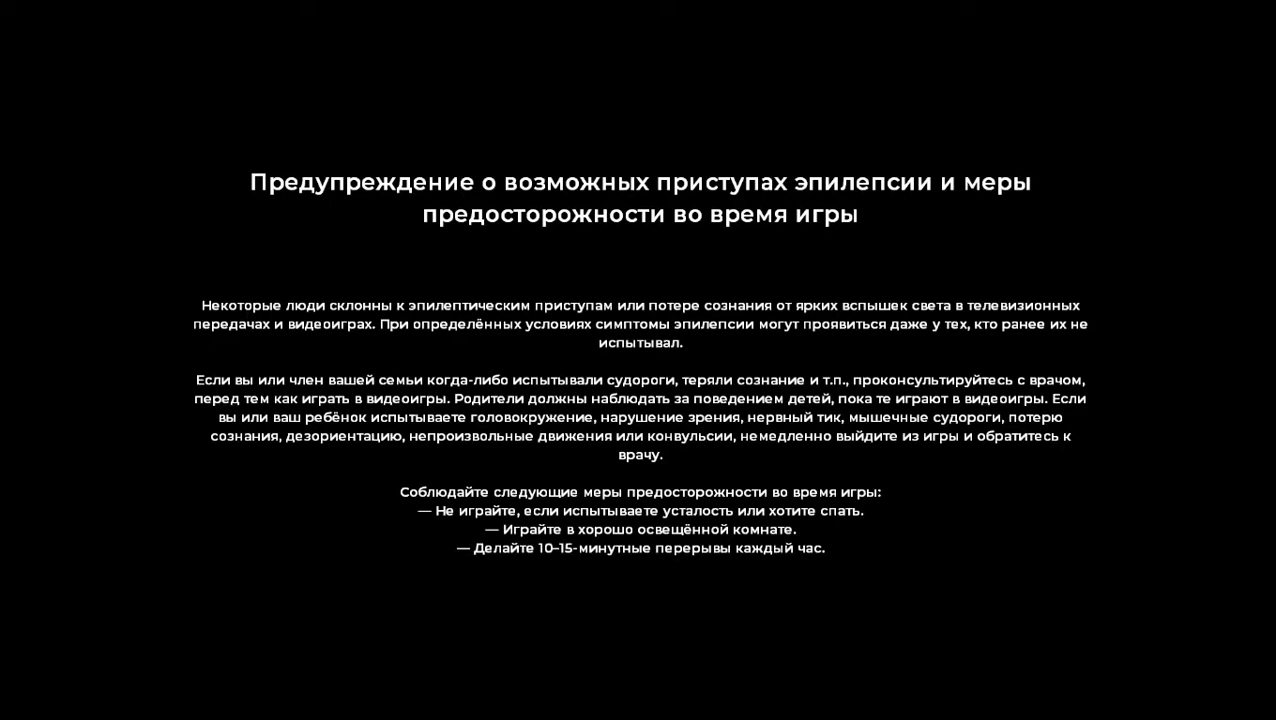 Предупреждение о возможных приступах эпилепсии и меры
предосторожности во время игры
Некоторые люди склонны к эпилептическим приступам или потере сознания от ярких вспышек света в телевизионных
передачах и видеоиграх. При определённых условиях симптомы эпилепсии могут проявиться даже у тех, кто ранее их не
испытывал.
Если вы или член вашей семьи когда-либо испытывали судороги, теряли сознание и т.п., проконсультируйтесь с врачом,
перед тем как играть в видеоигры. Родители должны наблюдать за поведением детей, пока те играют в видеоигры. Если
вы или ваш ребёнок испытываете головокружение, нарушение зрения, нервный тик, мышечные судороги, потерю
сознания, дезориентацию, непроизвольные движения или конвульсии, немедленно выйдите из игры и обратитесь к
врачу.
Соблюдайте следующие меры предосторожности во время игры:
— Не играйте, если испытываете усталость или хотите спать.
— Играйте в хорошо освещённой комнате.
— Делайте 10–15-минутные перерывы каждый час.